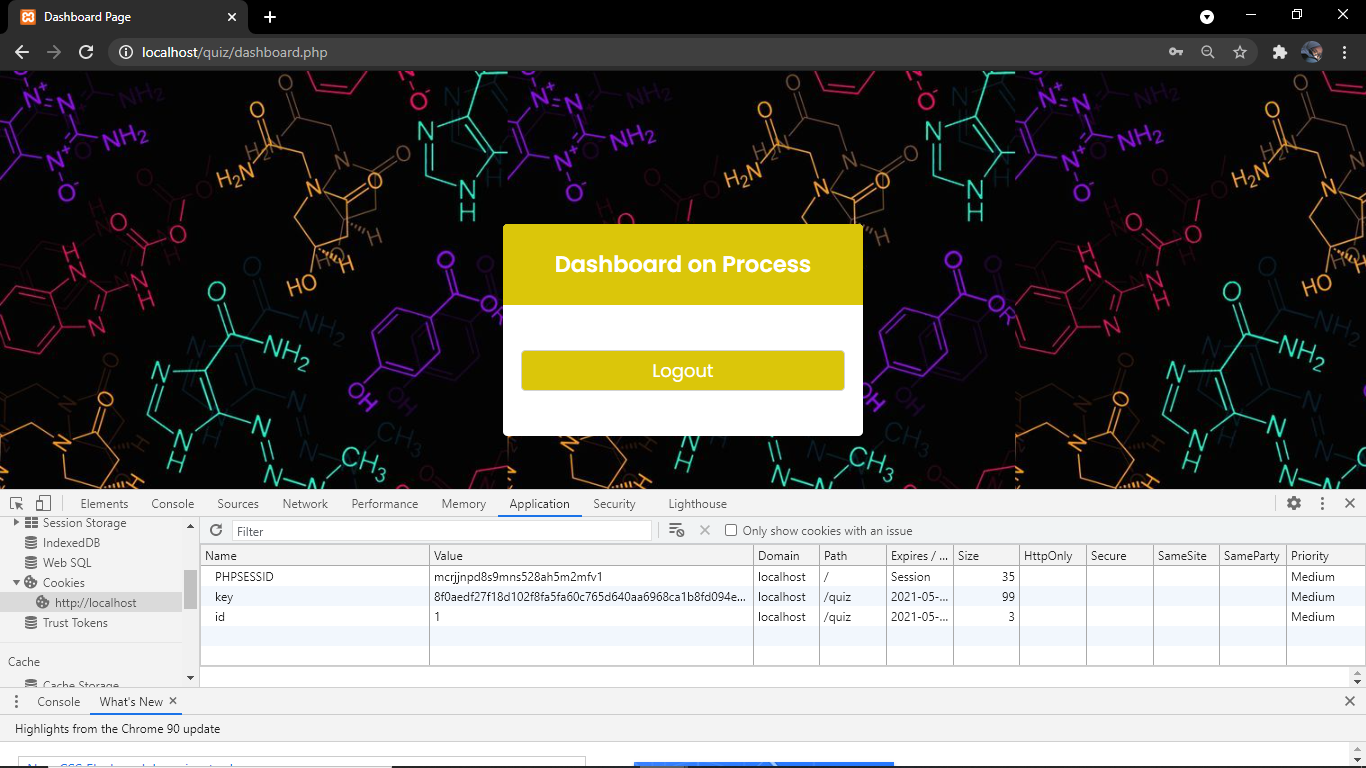 Dashboard Page
localhost/quiz/dashboard.php
Dashboard on Process
Logout
Elements Console Sources Network Performance Memory Application Security Lighthouse
Session Storage
IndexedDB
Web SQL
Cookies
http://localhost
Trust Tokens
Cache
Cache Storage
Filter
Only show cookies with an issue
Name Value Domain Path Expires / ... Size HttpOnly Secure SameSite SameParty Priority
PHPSESSID mcrjjnpd8s9mns528ah5m2mfv1 localhost / Session 35 Medium
key 8f0aedf27f18d102f8fa5fa60c765d640aa6968ca1b8fd094e... localhost /quiz 2021-05-... 99 Medium
id 1 localhost /quiz 2021-05-... 3 Medium
Console What's New
Highlights from the Chrome 90 update